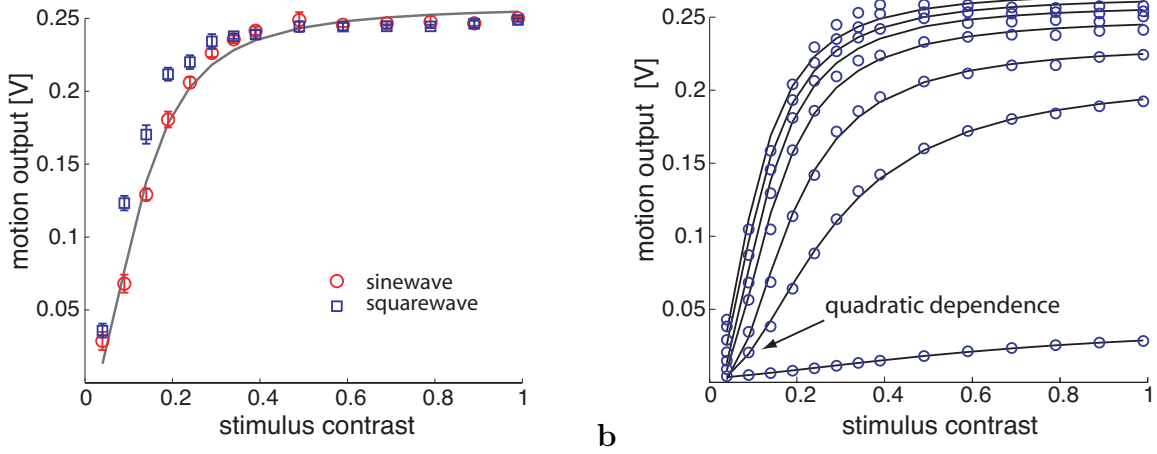 0.25
0.2
0.15
0.1
0.05
0
0.2
0.4
0.6
0.8
1
motion output [V]
stimulus contrast
sinewave
squarewave
b
0.25
0.2
0.15
0.1
0.05
0
0.2
0.4
0.6
0.8
1
motion output [V]
stimulus contrast
quadratic dependence